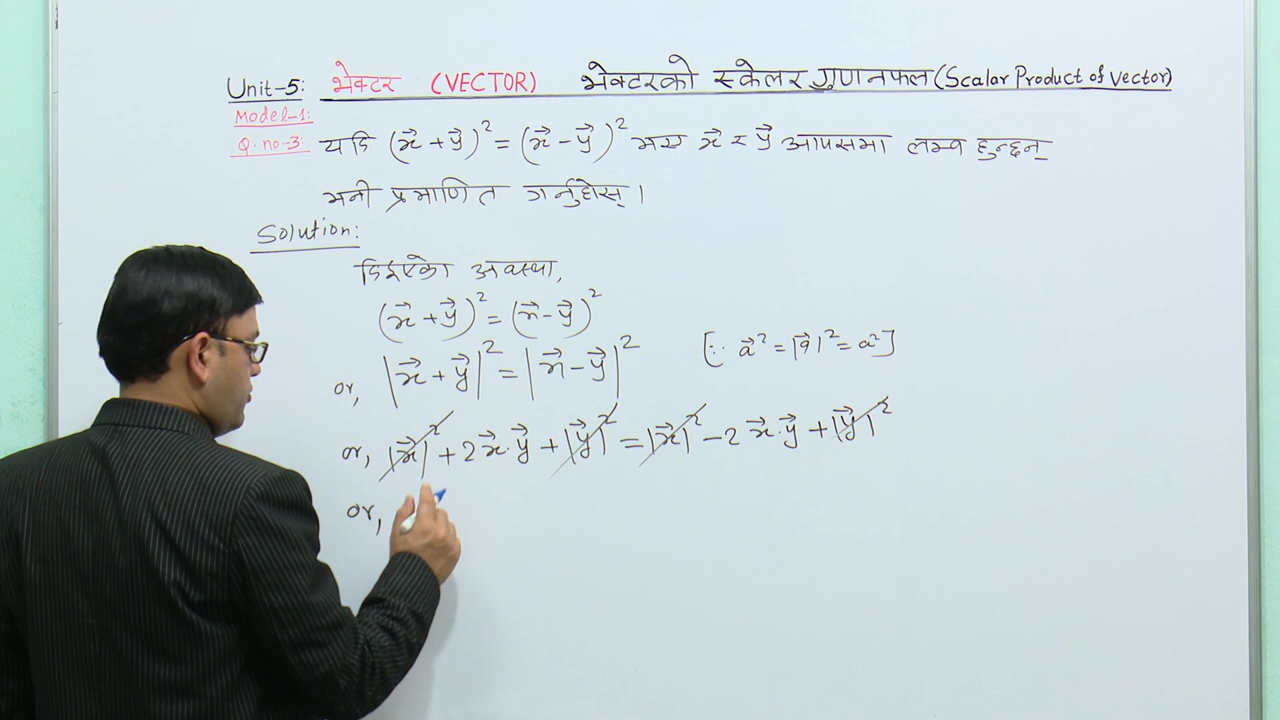 Unit-5: भेक्टर (VECTOR) भेक्टरको स्केलर गुणनफल (Scalar Product of vector)
Model-1:
Q.no-3: यदि (x⃗ + y⃗)² = (x⃗ - y⃗)² भए x⃗ र y⃗ आपसमा लम्ब हुन्छन्
भनी प्रमाणित गर्नुहोस् ।
Solution:
दिइएको अवस्था,
(x⃗ + y⃗)² = (x⃗ - y⃗)²
or, |x⃗ + y⃗|² = |x⃗ - y⃗|² [∵ a⃗² = |a⃗|² = a²]
or, |x⃗|² + 2x⃗.y⃗ + |y⃗|² = |x⃗|² - 2x⃗.y⃗ + |y⃗|²
or,